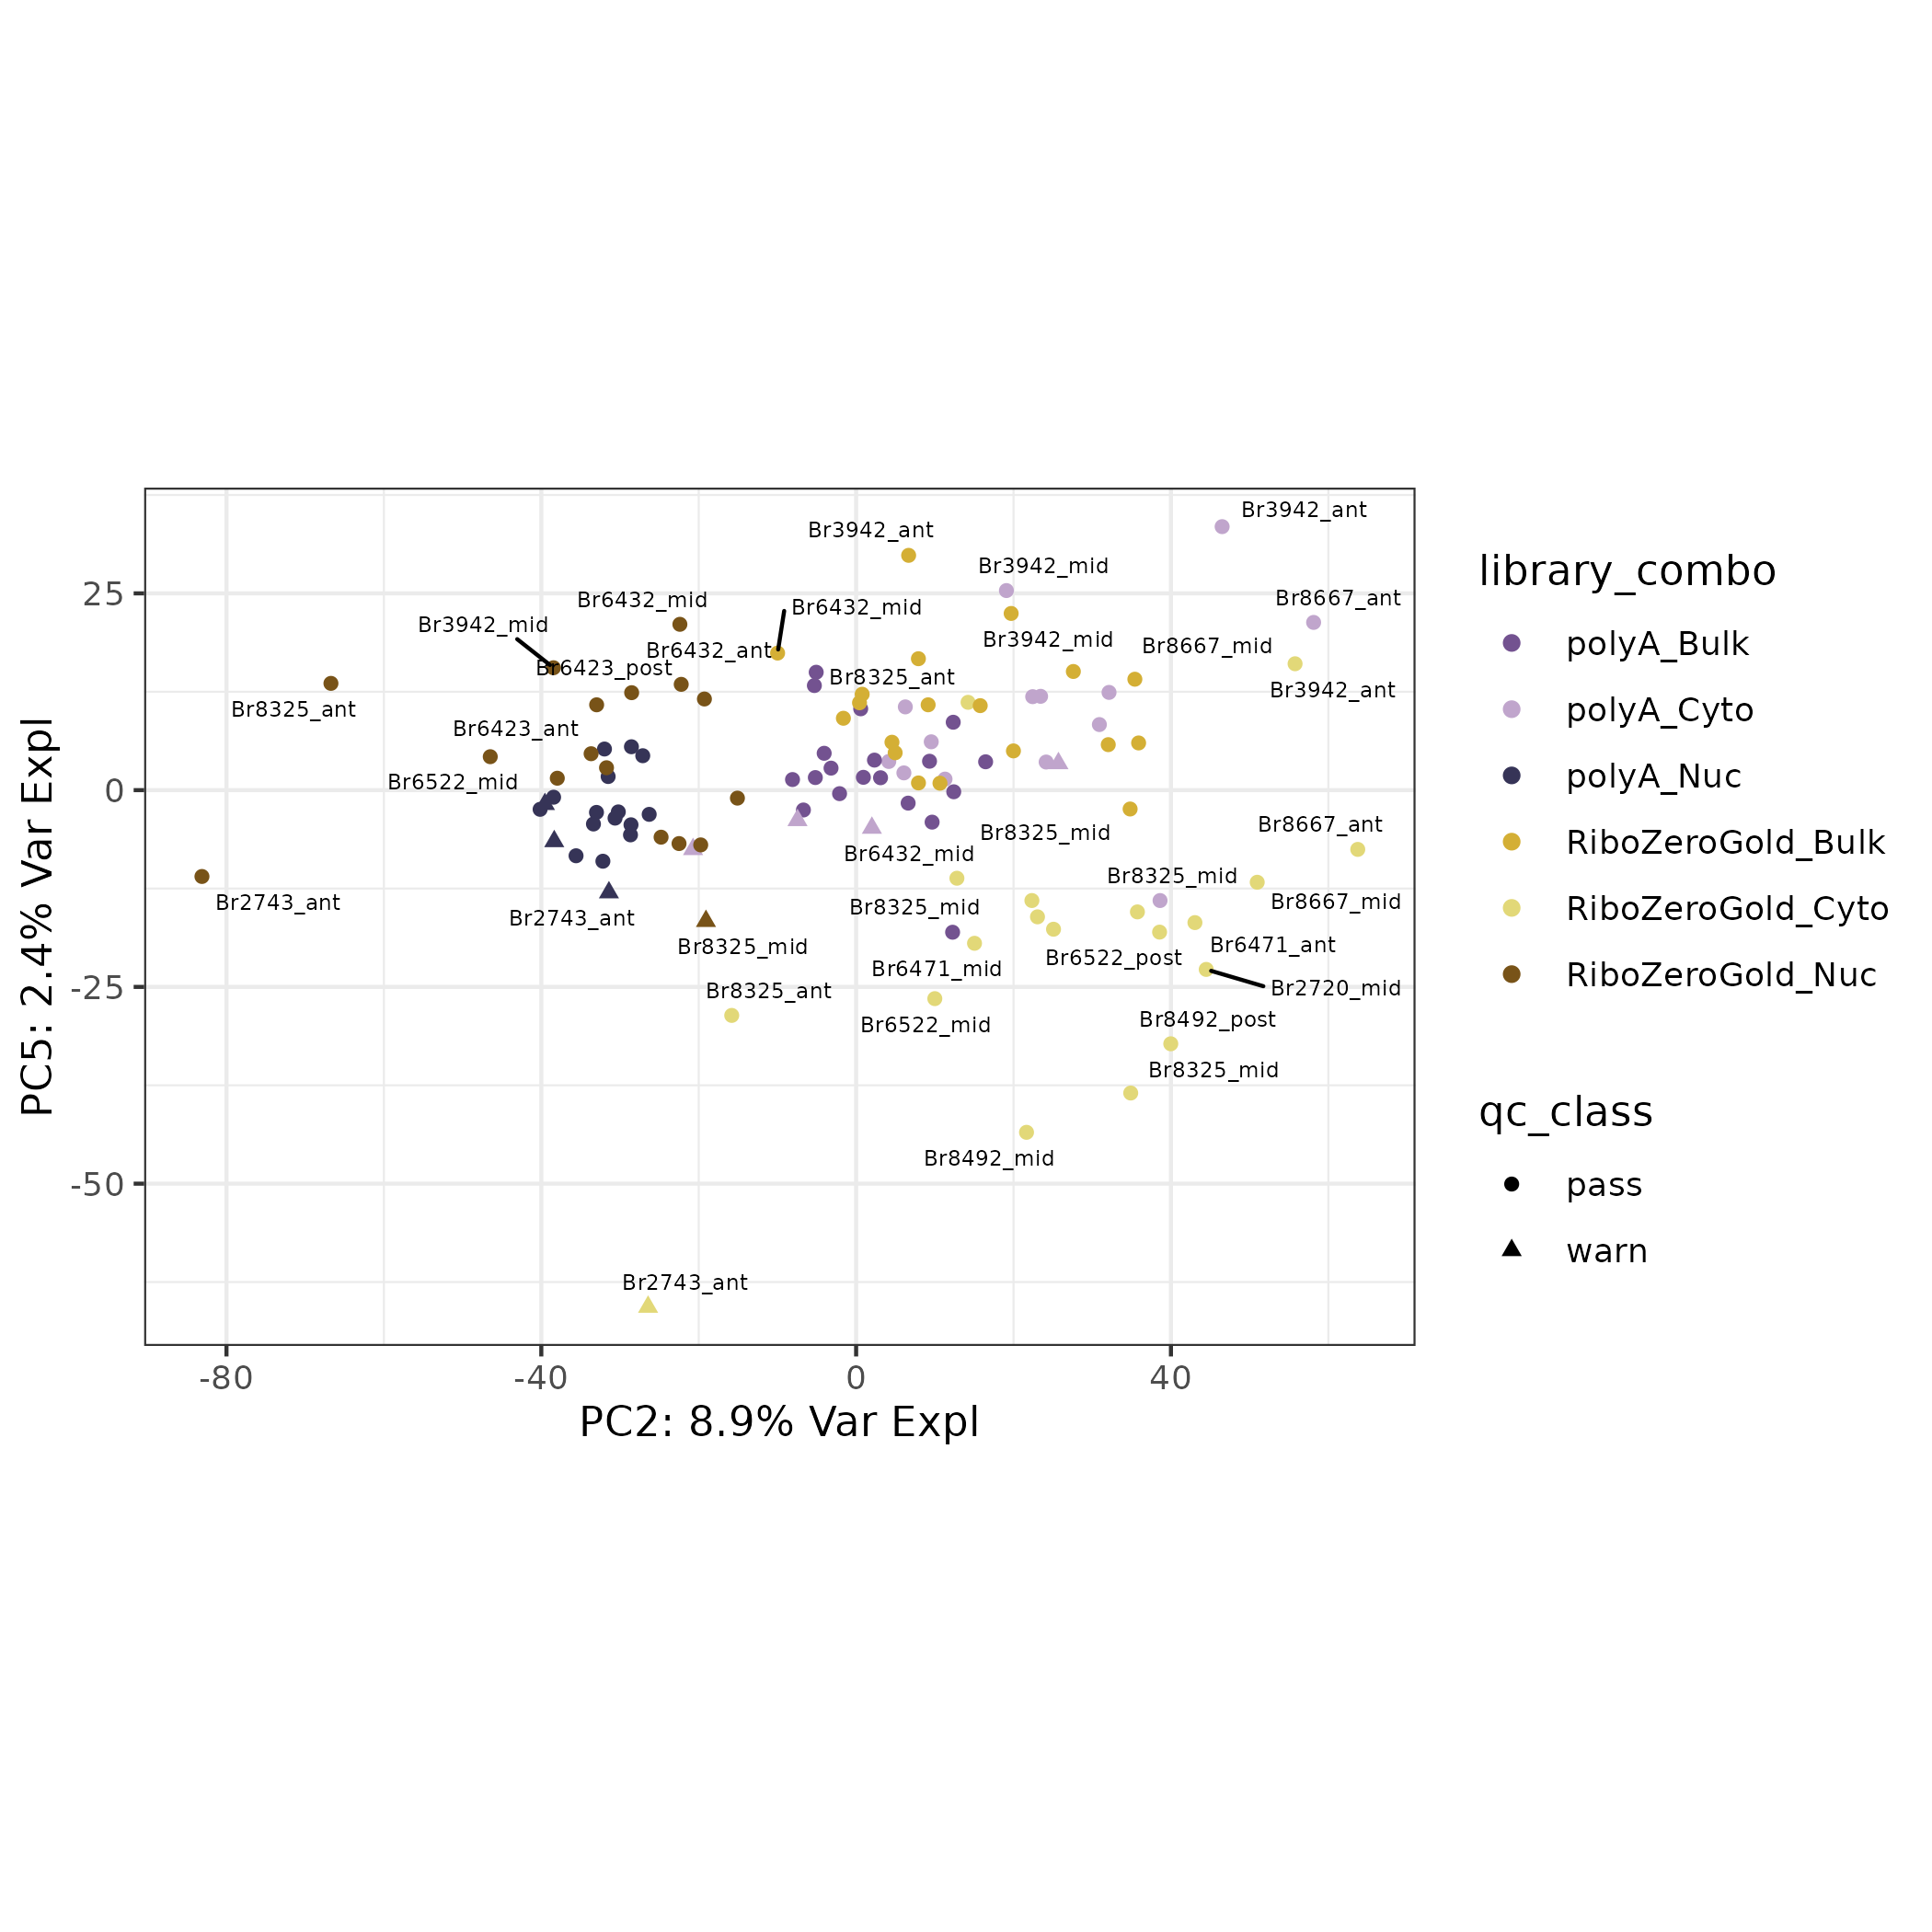 Br3942_ant
Br3942_ant
Br3942_mid
Br8667_ant
Br6432_mid
Br6432_mid
Br3942_mid
Br3942_mid
Br8667_mid
Br6432_ant
Br6423_post
Br8325_ant
Br3942_ant
Br8325_ant
Br6423_ant
Br6522_mid
Br8667_ant
Br8325_mid
Br6432_mid
Br8325_mid
Br2743_ant
Br8667_mid
Br8325_mid
Br2743_ant
Br8325_mid
Br6471_ant
Br6522_post
Br6471_mid
Br2720_mid
Br8325_ant
Br8492_post
Br6522_mid
Br8325_mid
Br8492_mid
Br2743_ant
25
0
-25
-50
-80
-40
0
40
PC2: 8.9% Var Expl
PC5: 2.4% Var Expl
library_combo
polyA_Bulk
polyA_Cyto
polyA_Nuc
RiboZeroGold_Bulk
RiboZeroGold_Cyto
RiboZeroGold_Nuc
qc_class
pass
warn